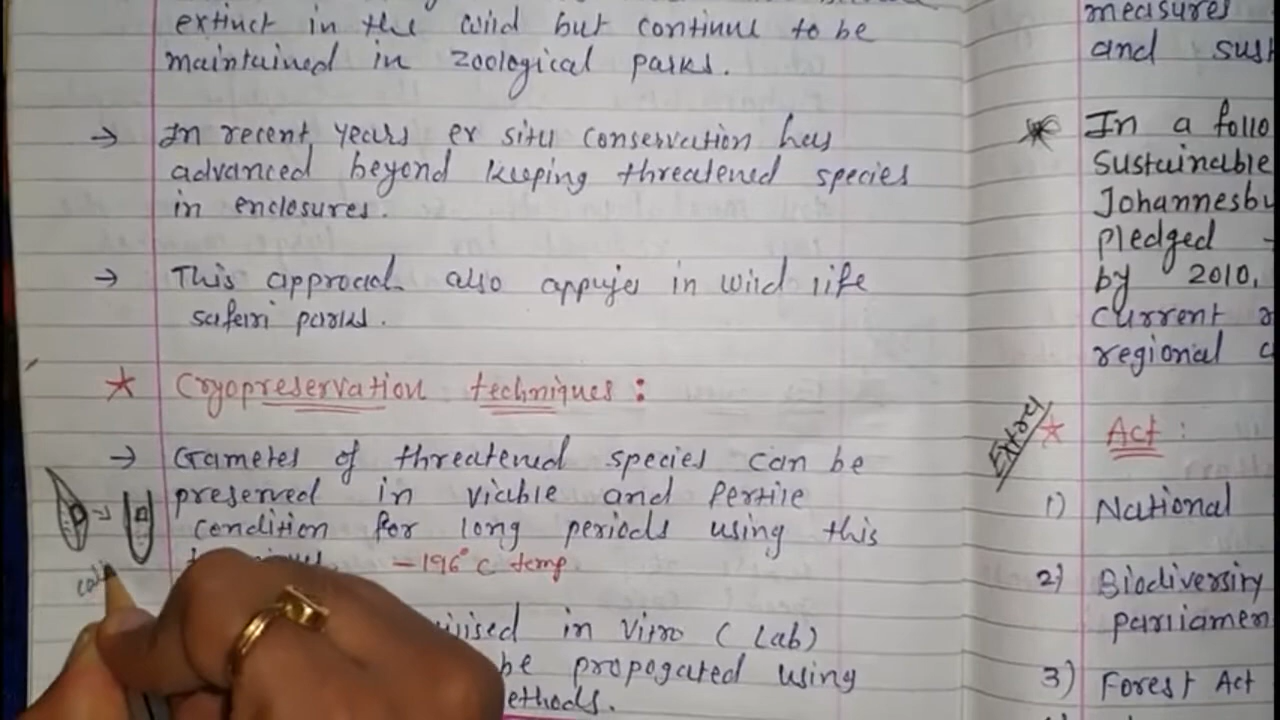 extinct in the wild but continue to be
maintained in zoological parks.
→ In recent years ex situ conservation has
advanced beyond keeping threatened species
in enclosures.
→ This approach also applies in wild life
safari parks.
★ Cryopreservation techniques:
→ Gametes of threatened species can be
preserved in viable and fertile
condition for long periods using this
-196°C temp
in vitro (Lab)
be propogated using
ethods.
measures
and sust
In a follo
Sustainable
Johannesbu
pledged
by 2010,
current
regional
Extra
★ Act:
1) National
2) Biodiversity
parliamen
3) Forest Act